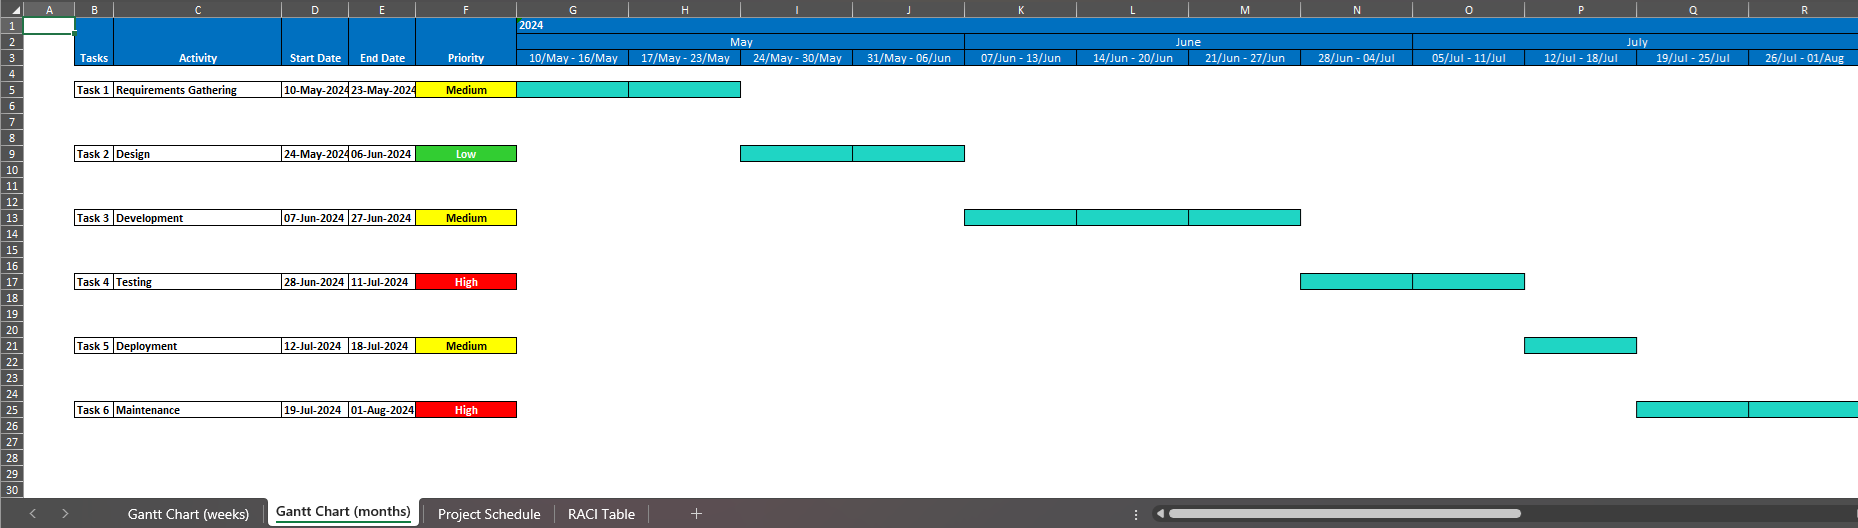 A B C D E F G H I J K L M N O P Q R
1 2024
2 May June July
3 Tasks Activity Start Date End Date Priority 10/May - 16/May 17/May - 23/May 24/May - 30/May 31/May - 06/Jun 07/Jun - 13/Jun 14/Jun - 20/Jun 21/Jun - 27/Jun 28/Jun - 04/Jul 05/Jul - 11/Jul 12/Jul - 18/Jul 19/Jul - 25/Jul 26/Jul - 01/Aug
4
5 Task 1 Requirements Gathering 10-May-2024 23-May-2024 Medium
6
7
8
9 Task 2 Design 24-May-2024 06-Jun-2024 Low
10
11
12
13 Task 3 Development 07-Jun-2024 27-Jun-2024 Medium
14
15
16
17 Task 4 Testing 28-Jun-2024 11-Jul-2024 High
18
19
20
21 Task 5 Deployment 12-Jul-2024 18-Jul-2024 Medium
22
23
24
25 Task 6 Maintenance 19-Jul-2024 01-Aug-2024 High
26
27
28
29
30
Gantt Chart (weeks) Gantt Chart (months) Project Schedule RACI Table